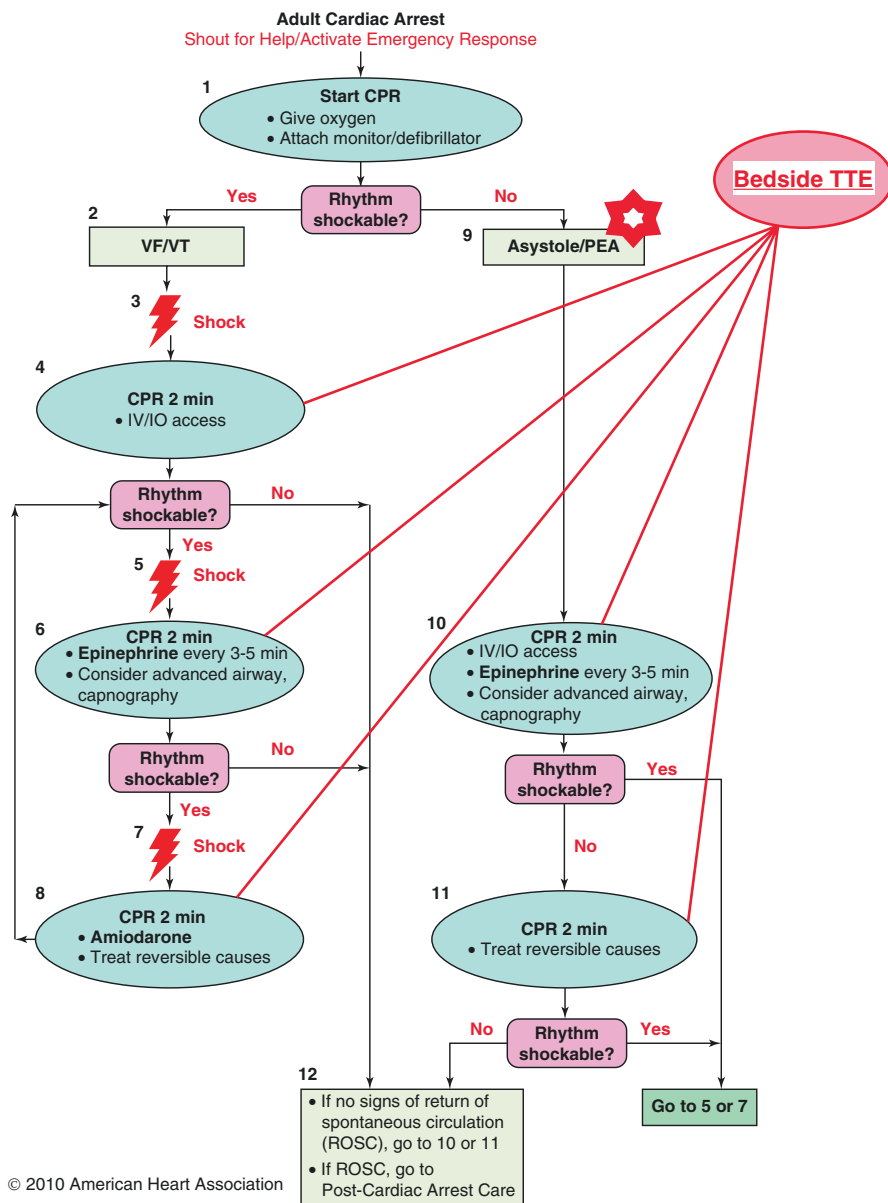 Adult Cardiac Arrest
Shout for Help/Activate Emergency Response
1
Start CPR
• Give oxygen
• Attach monitor/defibrillator
Bedside TTE
Yes
Rhythm
shockable?
No
2
VF/VT
9
Asystole/PEA
3
Shock
4
CPR 2 min
• IV/IO access
Rhythm
shockable?
No
Yes
5
Shock
6
CPR 2 min
• Epinephrine every 3-5 min
• Consider advanced airway,
capnography
10
CPR 2 min
• IV/IO access
• Epinephrine every 3-5 min
• Consider advanced airway,
capnography
Rhythm
shockable?
No
Yes
Rhythm
shockable?
Yes
No
7
Shock
8
CPR 2 min
• Amiodarone
• Treat reversible causes
11
CPR 2 min
• Treat reversible causes
No
Rhythm
shockable?
Yes
12
• If no signs of return of
spontaneous circulation
(ROSC), go to 10 or 11
• If ROSC, go to
Post-Cardiac Arrest Care
Go to 5 or 7
© 2010 American Heart Association